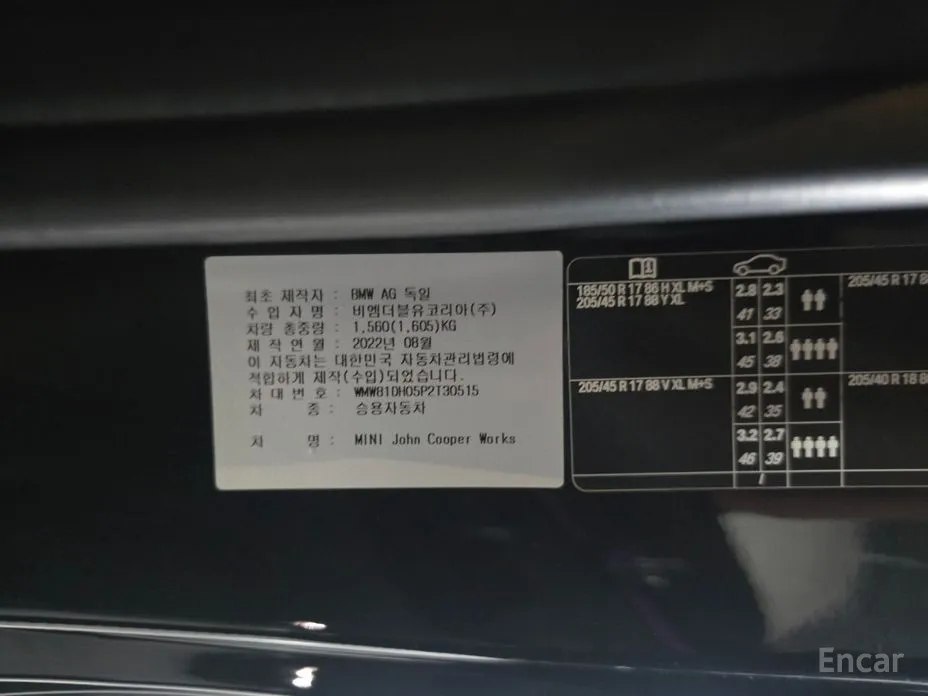 최초 제작자 : BMW AG 독일
수 입 자 명 : 비엠더블유코리아(주)
차량 총중량 : 1,560(1,605)KG
제 작 연 월 : 2022년 08월
이 자동차는 대한민국 자동차관리법령에
적합하게 제작(수입)되었습니다.
차 대 번 호 : WMW81DH05P2T30515
차 종 : 승용자동차
차 명 : MINI John Cooper Works
185/50 R 17 86 H XL M+S
205/45 R 17 88 Y XL
2.8 2.3
41 33
3.1 2.6
45 38
205/45 R 17 88 V XL M+S
2.9 2.4
42 35
3.2 2.7
46 39
205/45 R 17 8
205/40 R 18 8
Encar